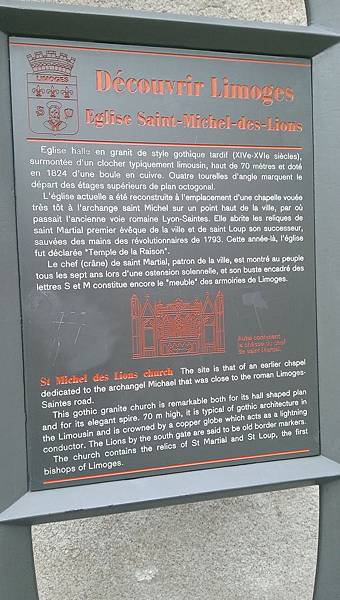 LIMOGES
Découvrir Limoges
Eglise Saint-Michel-des-Lions
Eglise halle en granit de style gothique tardif (XIVe-XVIe siècles),
surmontée d'un clocher typiquement limousin, haut de 70 mètres et doté
en 1824 d'une boule en cuivre. Quatre tourelles d'angle marquent le
départ des étages supérieurs de plan octogonal.
L'église actuelle a été reconstruite à l'emplacement d'une chapelle vouée
très tôt à l'archange saint Michel sur un point haut de la ville, par où
passait l'ancienne voie romaine Lyon-Saintes. Elle abrite les reliques de
saint Martial premier évêque de la ville et de saint Loup son successeur,
sauvées des mains des révolutionnaires de 1793. Cette année-là, l'église
fut déclarée "Temple de la Raison".
Le chef (crâne) de saint Martial, patron de la ville, est montré au peuple
tous les sept ans lors d'une ostension solennelle, et son buste encadré des
lettres S et M constitue encore le "meuble" des armoiries de Limoges.
Autel contenant
la châsse du chef
de saint Martial.
St Michel des Lions church The site is that of an earlier chapel
dedicated to the archangel Michael that was close to the roman Limoges-
Saintes road.
This gothic granite church is remarkable both for its hall shaped plan
and for its elegant spire. 70 m high, it is typical of gothic architecture in
the Limousin and is crowned by a copper globe which acts as a lightning
conductor. The Lions by the south gate are said to be old border markers.
The church contains the relics of St Martial and St Loup, the first
bishops of Limoges.